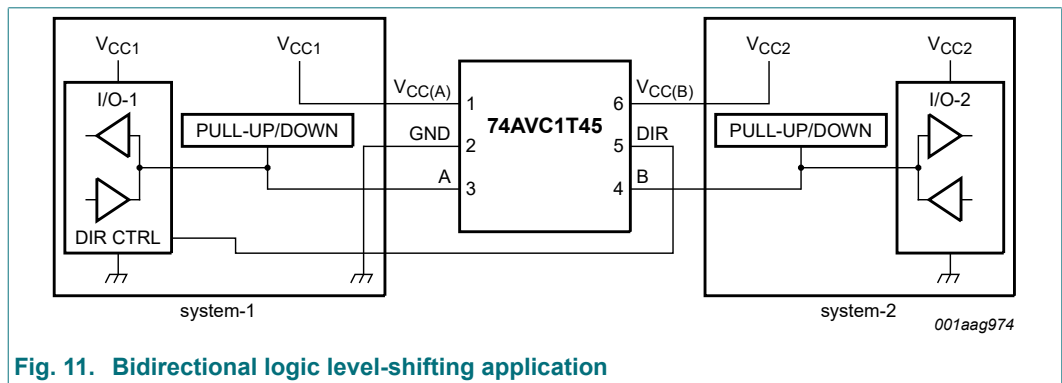 VCC1
VCC1
VCC2
VCC2
I/O-1
PULL-UP/DOWN
DIR CTRL
VCC(A)
GND
A
1
2
3
74AVC1T45
6
5
4
VCC(B)
DIR
B
PULL-UP/DOWN
I/O-2
system-1
system-2
001aag974
Fig. 11. Bidirectional logic level-shifting application